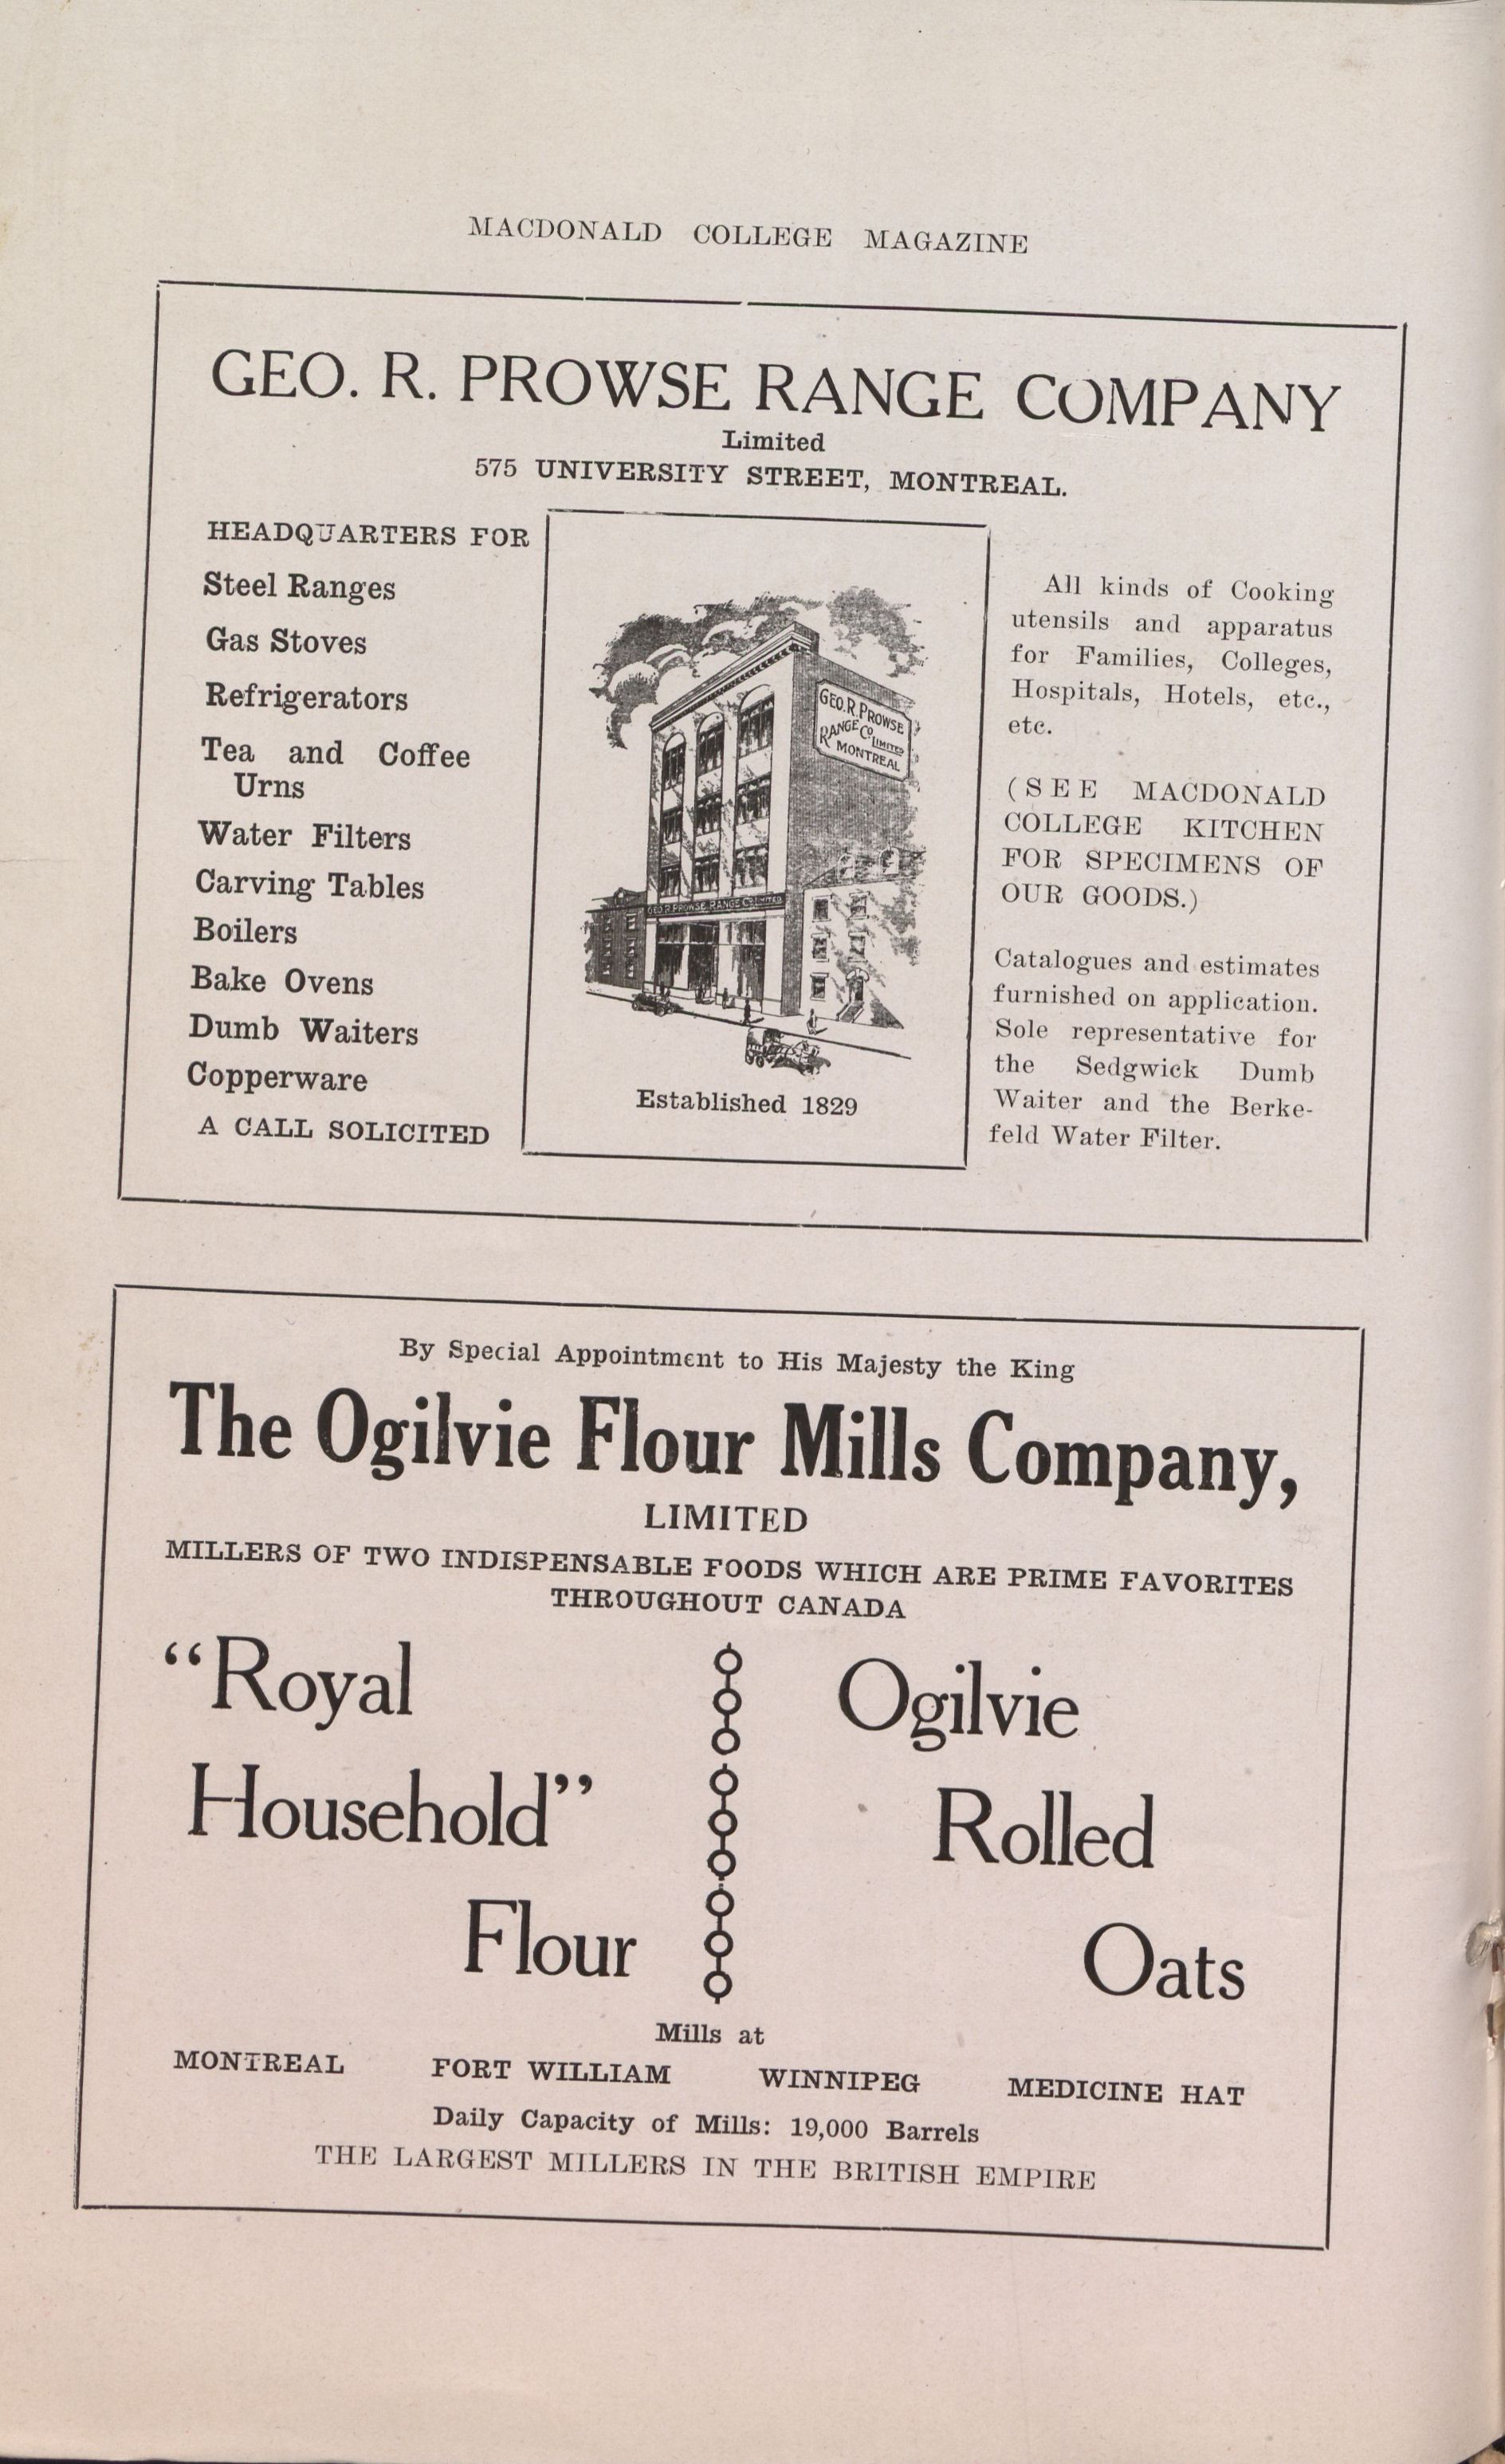 MACDONALD COLLEGE MAGAZINE
GEO. R. PROWSE RANGE COMPANY
Limited
575 UNIVERSITY STREET, MONTREAL.
HEADQUARTERS FOR
Steel Ranges
Gas Stoves
Refrigerators
Tea and Coffee
Urns
Water Filters
Carving Tables
Boilers
Bake Ovens
Dumb Waiters
Copperware
A CALL SOLICITED
GEO. R. PROWSE
RANGE CO. LIMITED
MONTREAL
GEO. R. PROWSE RANGE CO. LIMITED
Established 1829
All kinds of Cooking
utensils and apparatus
for Families, Colleges,
Hospitals, Hotels, etc.,
etc.
(SEE MACDONALD
COLLEGE KITCHEN
FOR SPECIMENS OF
OUR GOODS.)
Catalogues and estimates
furnished on application.
Sole representative for
the Sedgwick Dumb
Waiter and the Berke-
feld Water Filter.
By Special Appointment to His Majesty the King
The Ogilvie Flour Mills Company,
LIMITED
MILLERS OF TWO INDISPENSABLE FOODS WHICH ARE PRIME FAVORITES
THROUGHOUT CANADA
“Royal
Household”
Flour
Ogilvie
Rolled
Oats
Mills at
MONTREAL FORT WILLIAM WINNIPEG MEDICINE HAT
Daily Capacity of Mills: 19,000 Barrels
THE LARGEST MILLERS IN THE BRITISH EMPIRE